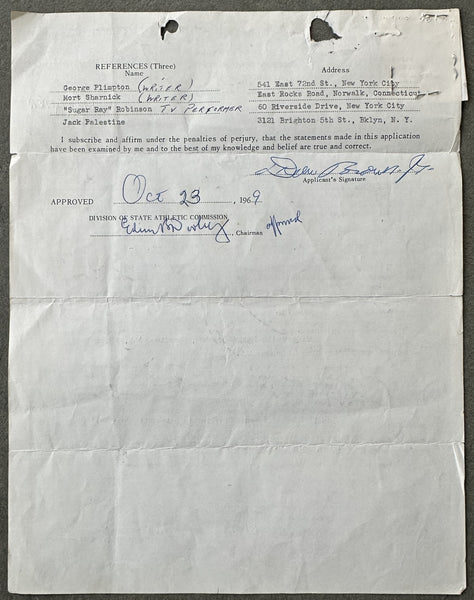 REFERENCES (Three)
Name Address
George Plimpton (WRITER) 541 East 72nd St., New York City
Mort Sharnick (WRITER) East Rocks Road, Norwalk, Connecticut
"Sugar Ray" Robinson TV PERFORMER 60 Riverside Drive, New York City
Jack Palestine 3121 Brighton 5th St., Bklyn, N. Y.
I subscribe and affirm under the penalties of perjury, that the statements made in this application
have been examined by me and to the best of my knowledge and belief are true and correct.
Drew Brown Jr
Applicant's Signature
APPROVED Oct 23, 1969
DIVISION OF STATE ATHLETIC COMMISSION
Chairman approved